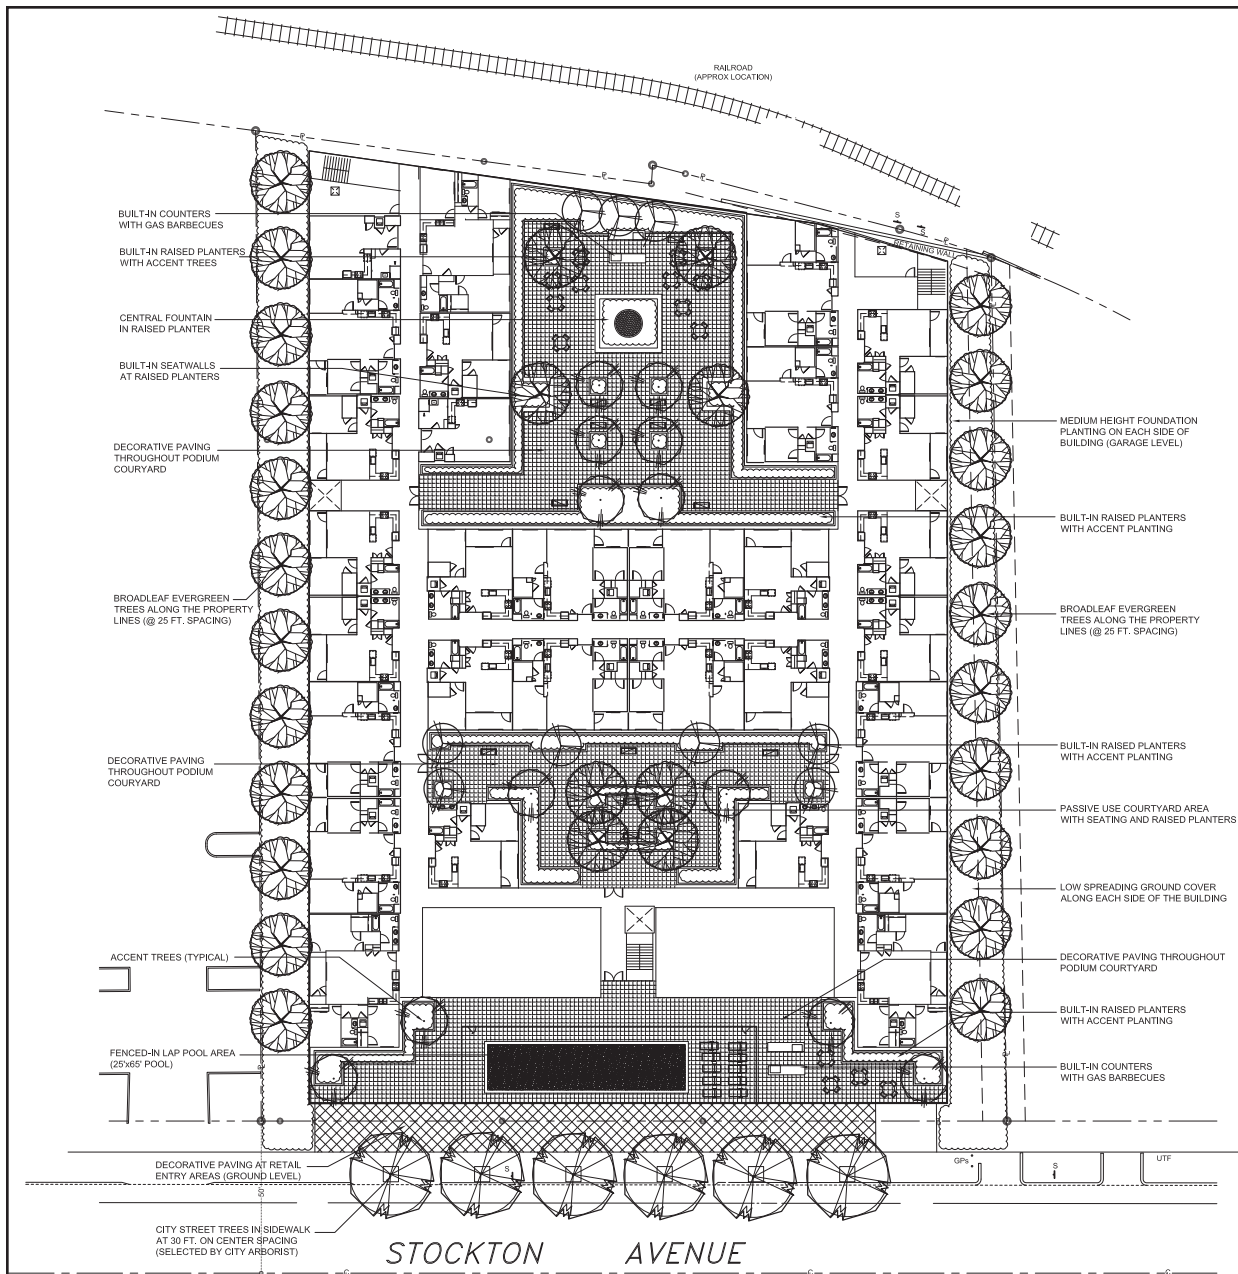 RAILROAD
(APPROX LOCATION)
BUILT-IN COUNTERS
WITH GAS BARBECUES
BUILT-IN RAISED PLANTERS
WITH ACCENT TREES
CENTRAL FOUNTAIN
IN RAISED PLANTER
BUILT-IN SEATWALLS
AT RAISED PLANTERS
DECORATIVE PAVING
THROUGHOUT PODIUM
COURTYARD
BROADLEAF EVERGREEN
TREES ALONG THE PROPERTY
LINES (@ 25 FT. SPACING)
DECORATIVE PAVING
THROUGHOUT PODIUM
COURTYARD
ACCENT TREES (TYPICAL)
FENCED-IN LAP POOL AREA
(25'x65' POOL)
DECORATIVE PAVING AT RETAIL
ENTRY AREAS (GROUND LEVEL)
CITY STREET TREES IN SIDEWALK
AT 30 FT. ON CENTER SPACING
(SELECTED BY CITY ARBORIST)
RETAINING WALL
MEDIUM HEIGHT FOUNDATION
PLANTING ON EACH SIDE OF
BUILDING (GARAGE LEVEL)
BUILT-IN RAISED PLANTERS
WITH ACCENT PLANTING
BROADLEAF EVERGREEN
TREES ALONG THE PROPERTY
LINES (@ 25 FT. SPACING)
BUILT-IN RAISED PLANTERS
WITH ACCENT PLANTING
PASSIVE USE COURTYARD AREA
WITH SEATING AND RAISED PLANTERS
LOW SPREADING GROUND COVER
ALONG EACH SIDE OF THE BUILDING
DECORATIVE PAVING THROUGHOUT
PODIUM COURTYARD
BUILT-IN RAISED PLANTERS
WITH ACCENT PLANTING
BUILT-IN COUNTERS
WITH GAS BARBECUES
GPs
S
UTF
S
50'
STOCKTON AVENUE